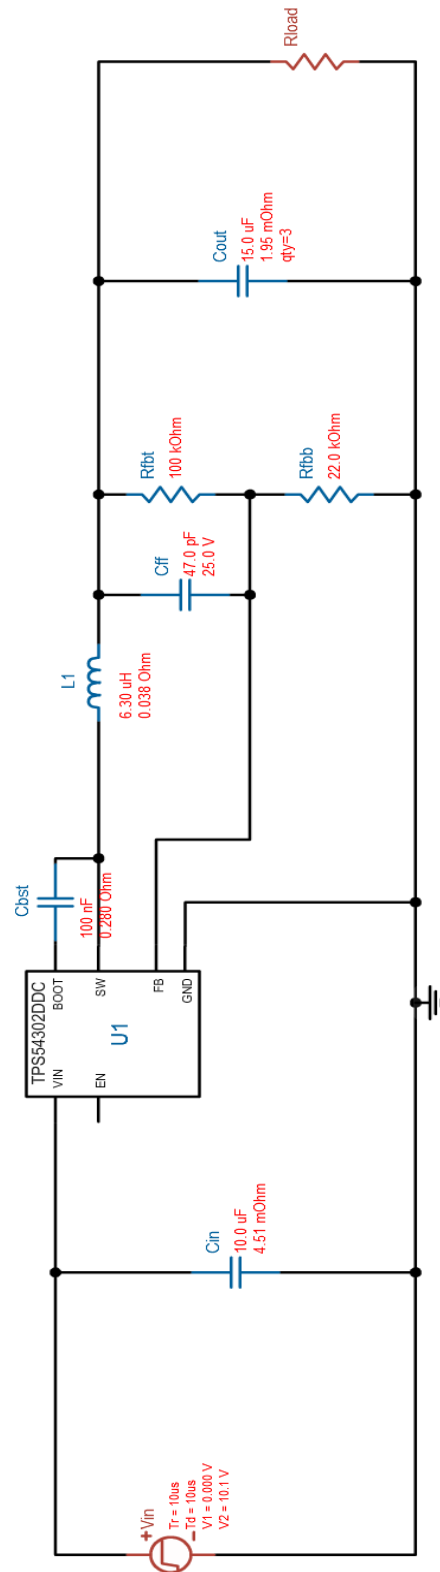 +Vin
-
Tr = 10us
Td = 10us
V1 = 0.000 V
V2 = 10.1 V
Cin
10.0 uF
4.51 mOhm
TPS54302DDC
VIN
BOOT
EN
SW
U1
FB
GND
Cbst
100 nF
0.280 Ohm
L1
6.30 uH
0.038 Ohm
Cff
47.0 pF
25.0 V
Rfbt
100 kOhm
Rfbb
22.0 kOhm
Cout
15.0 uF
1.95 mOhm
qty=3
Rload